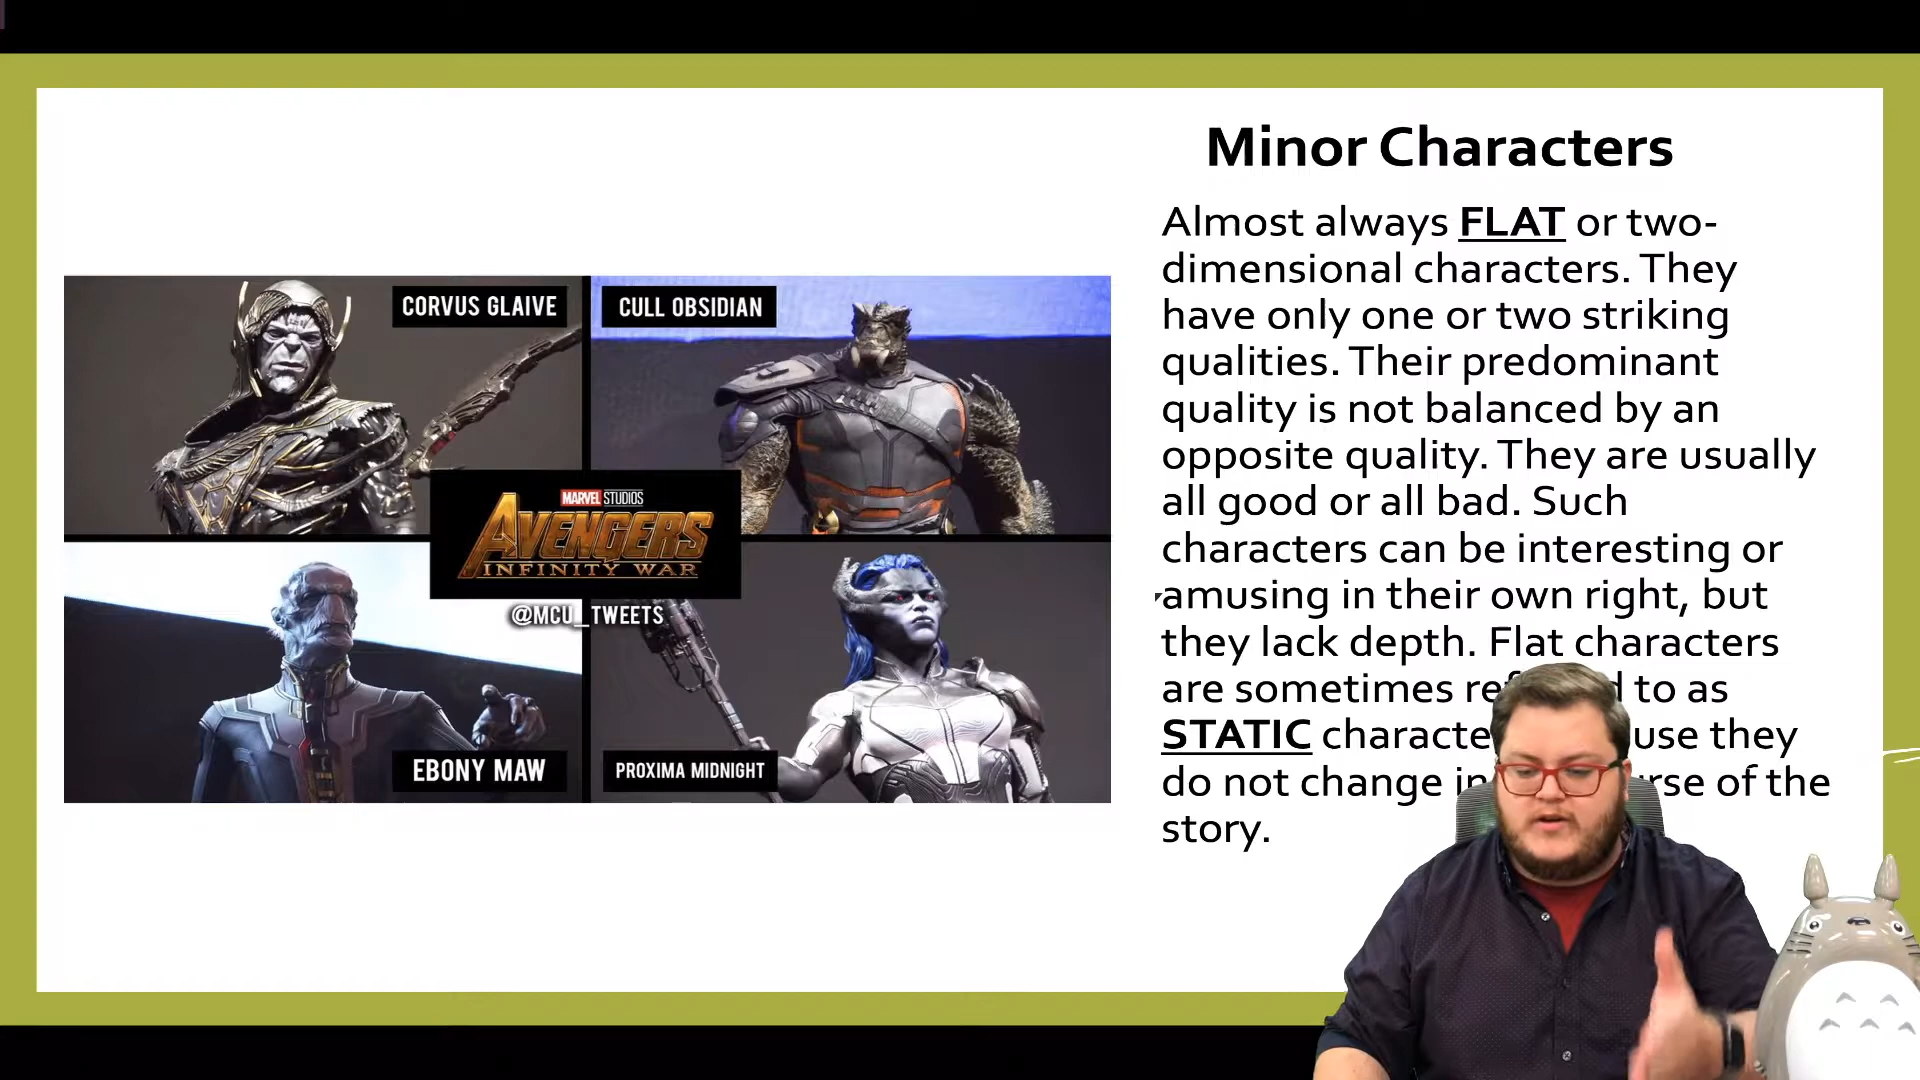 Minor Characters
Almost always FLAT or two-
dimensional characters. They
have only one or two striking
qualities. Their predominant
quality is not balanced by an
opposite quality. They are usually
all good or all bad. Such
characters can be interesting or
amusing in their own right, but
they lack depth. Flat characters
are sometimes to as
STATIC they
do not change of the
story.
CORVUS GLAIVE
CULL OBSIDIAN
MARVEL STUDIOS
AVENGERS
INFINITY WAR
@MCU_TWEETS
EBONY MAW
PROXIMA MIDNIGHT